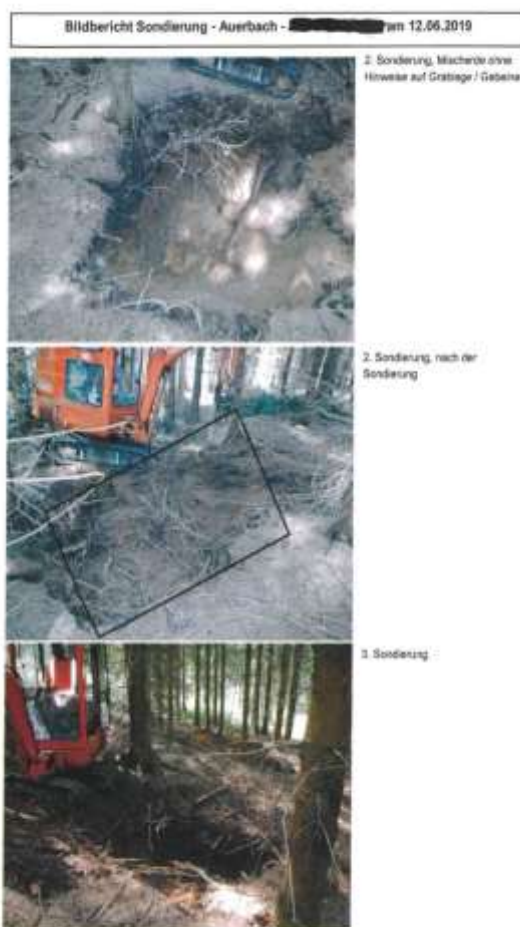 Bildbericht Sondierung - Auerbach - am 12.06.2019
2. Sondierung, Mischerde ohne
Hinweise auf Grablege / Gebeine
2. Sondierung, nach der
Sondierung
3. Sondierung